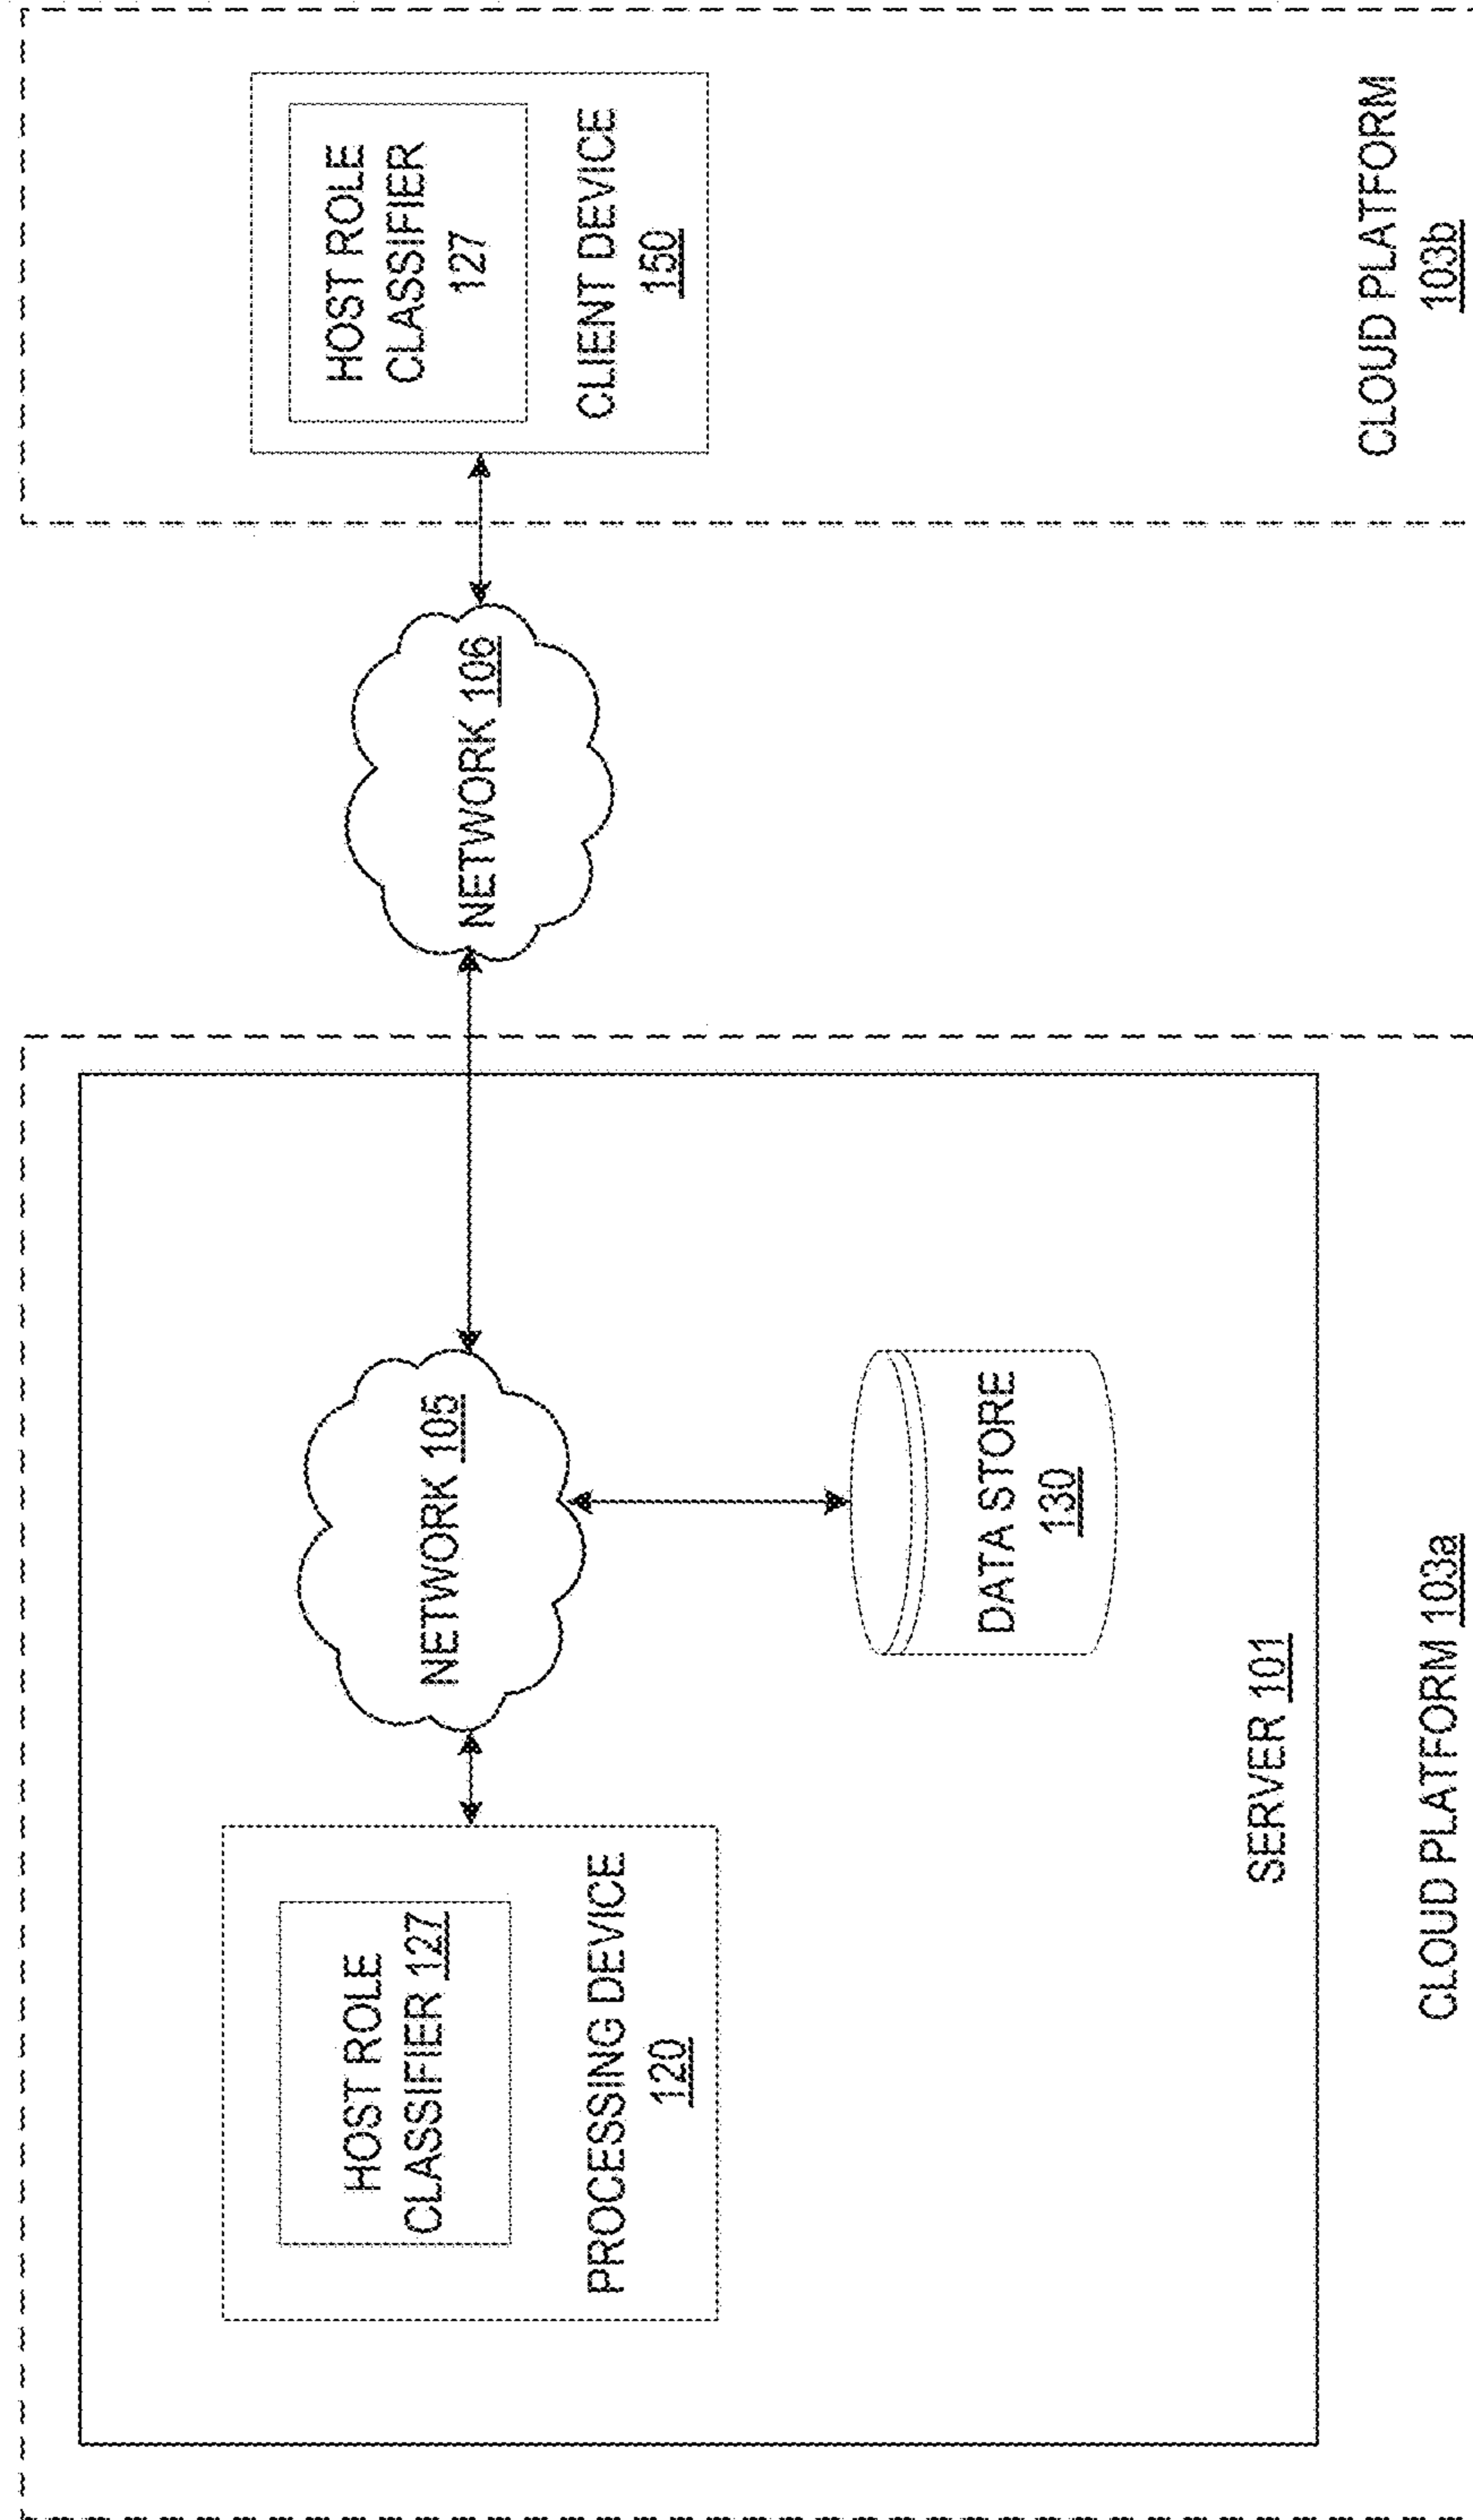 HOST ROLE
CLASSIFIER 127
PROCESSING DEVICE
120
NETWORK 105
DATA STORE
130
SERVER 101
CLOUD PLATFORM 103a
NETWORK 106
HOST ROLE
CLASSIFIER
127
CLIENT DEVICE
150
CLOUD PLATFORM
103b